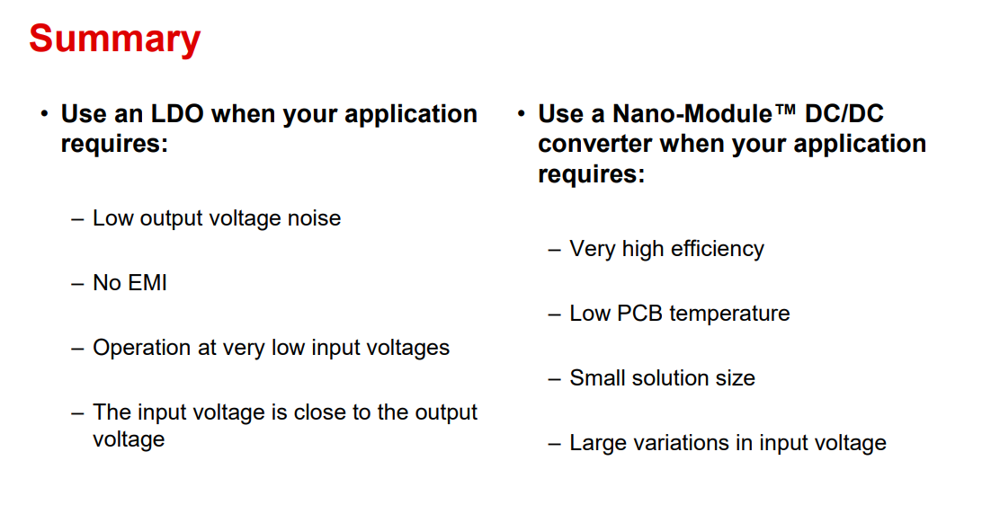 Summary
• Use an LDO when your application
requires:
– Low output voltage noise
– No EMI
– Operation at very low input voltages
– The input voltage is close to the output
voltage
• Use a Nano-Module™ DC/DC
converter when your application
requires:
– Very high efficiency
– Low PCB temperature
– Small solution size
– Large variations in input voltage